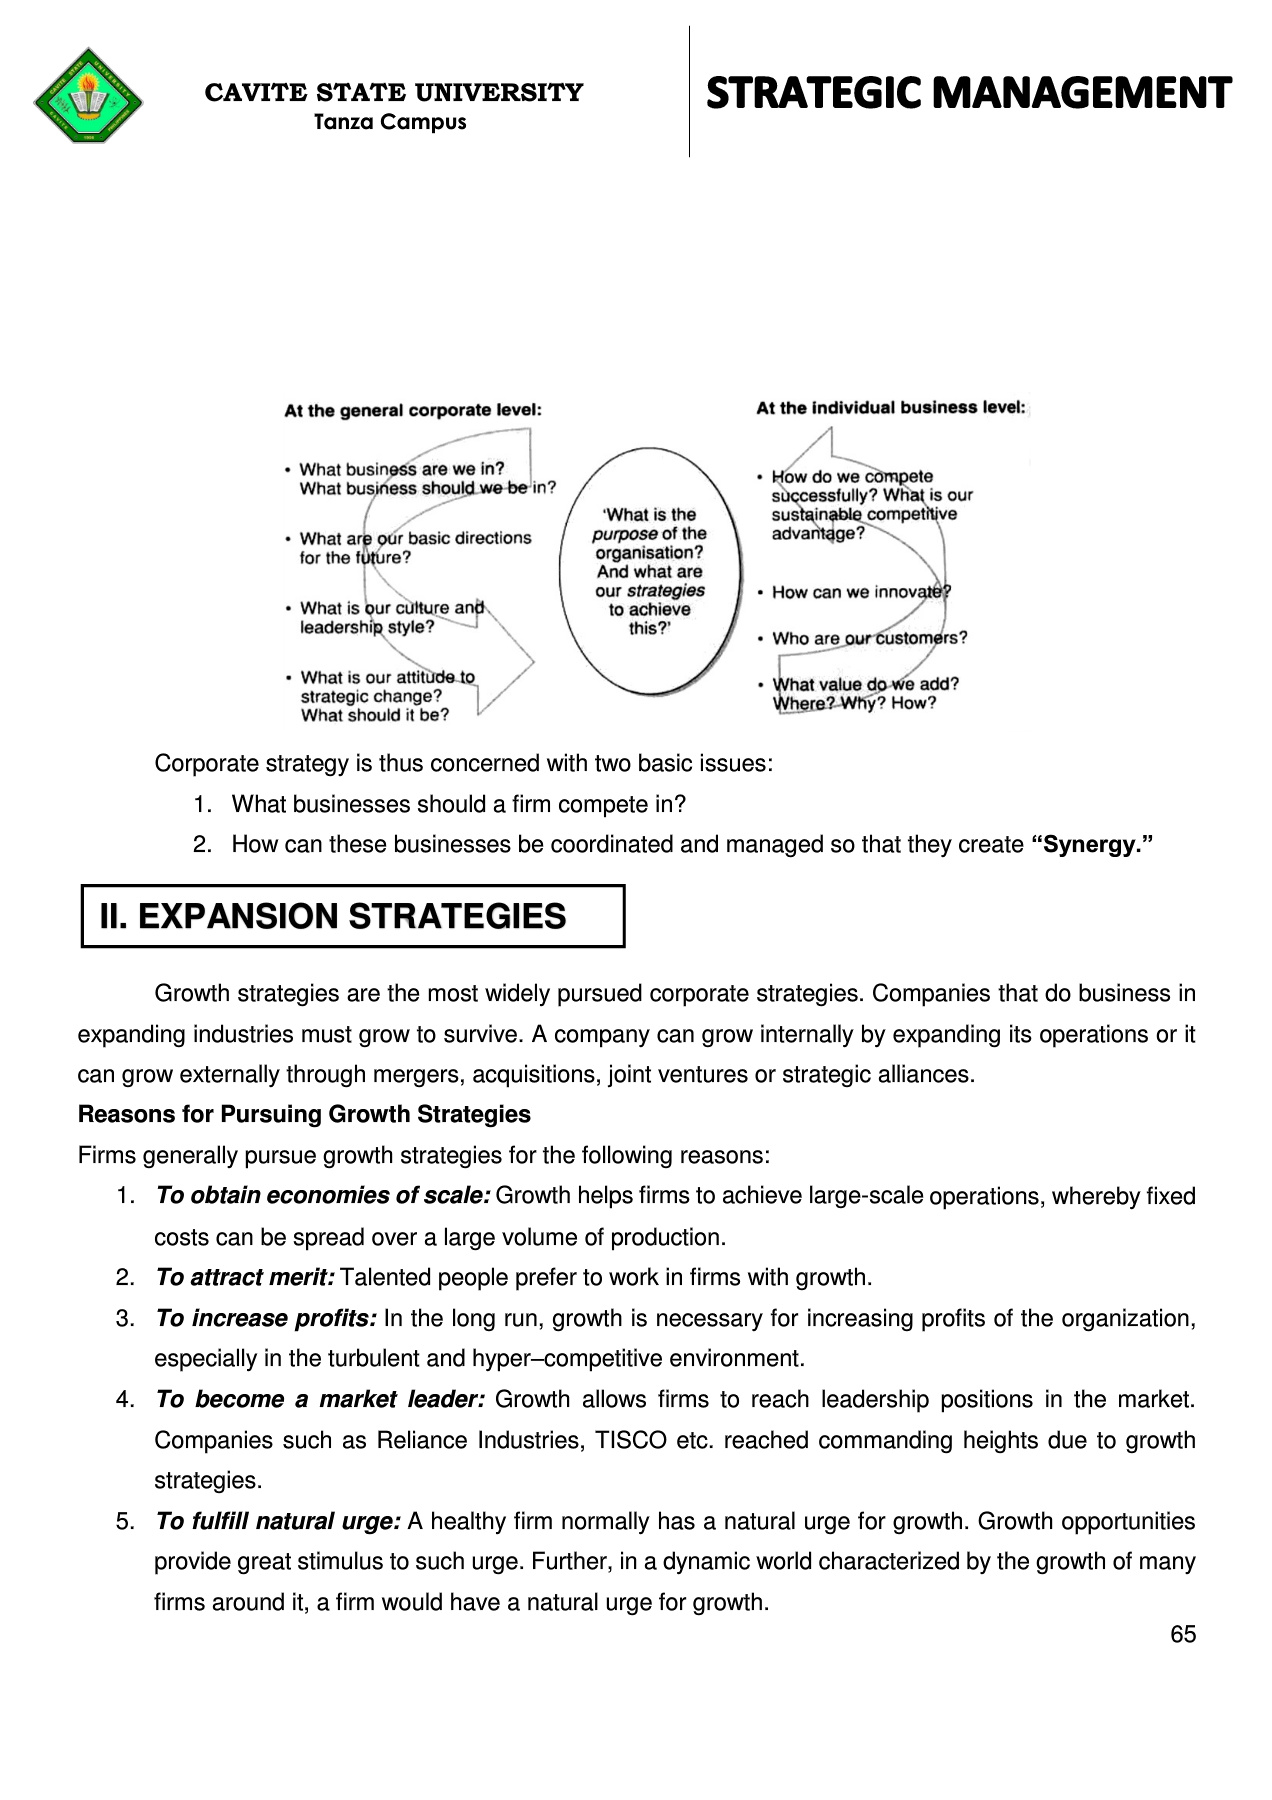 CAVITE STATE UNIVERSITY
Tanza Campus
STRATEGIC MANAGEMENT
At the general corporate level:
• What business are we in?
What business should we be in?
• What are our basic directions
for the future?
• What is our culture and
leadership style?
• What is our attitude to
strategic change?
What should it be?
'What is the
purpose of the
organisation?
And what are
our strategies
to achieve
this?'
At the individual business level:
• How do we compete
successfully? What is our
sustainable competitive
advantage?
• How can we innovate?
• Who are our customers?
• What value do we add?
Where? Why? How?
Corporate strategy is thus concerned with two basic issues:
1. What businesses should a firm compete in?
2. How can these businesses be coordinated and managed so that they create “Synergy.”
II. EXPANSION STRATEGIES
Growth strategies are the most widely pursued corporate strategies. Companies that do business in
expanding industries must grow to survive. A company can grow internally by expanding its operations or it
can grow externally through mergers, acquisitions, joint ventures or strategic alliances.
Reasons for Pursuing Growth Strategies
Firms generally pursue growth strategies for the following reasons:
1. To obtain economies of scale: Growth helps firms to achieve large-scale operations, whereby fixed
costs can be spread over a large volume of production.
2. To attract merit: Talented people prefer to work in firms with growth.
3. To increase profits: In the long run, growth is necessary for increasing profits of the organization,
especially in the turbulent and hyper–competitive environment.
4. To become a market leader: Growth allows firms to reach leadership positions in the market.
Companies such as Reliance Industries, TISCO etc. reached commanding heights due to growth
strategies.
5. To fulfill natural urge: A healthy firm normally has a natural urge for growth. Growth opportunities
provide great stimulus to such urge. Further, in a dynamic world characterized by the growth of many
firms around it, a firm would have a natural urge for growth.
65